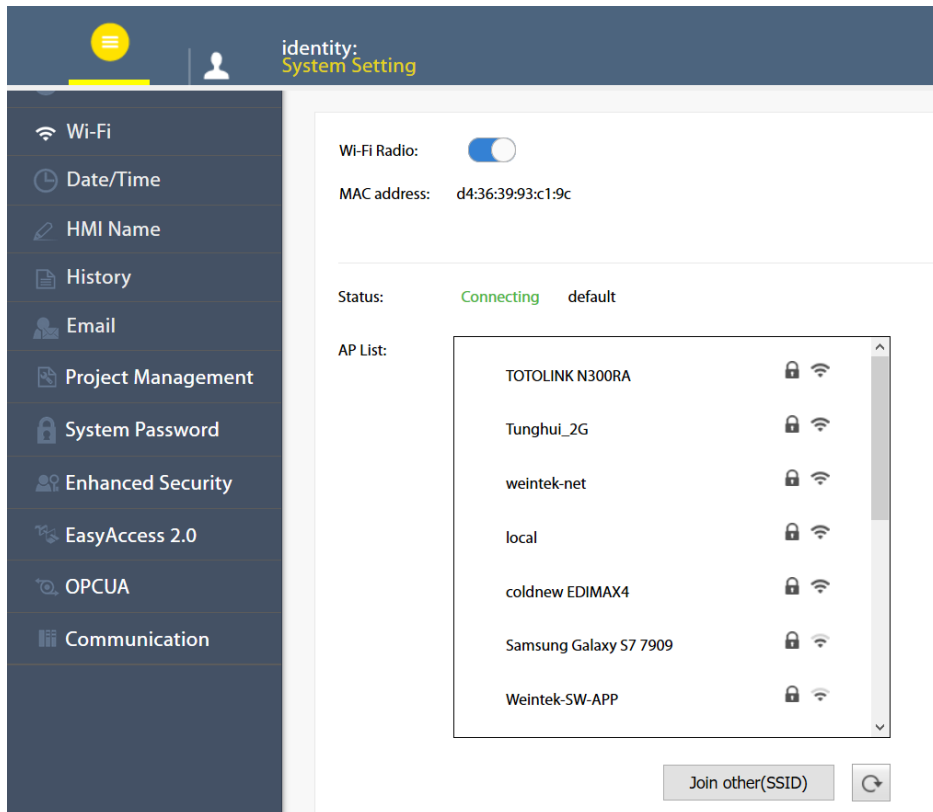 identity:
System Setting
Wi-Fi
Date/Time
HMI Name
History
Email
Project Management
System Password
Enhanced Security
EasyAccess 2.0
OPCUA
Communication
Wi-Fi Radio:
MAC address: d4:36:39:93:c1:9c
Status: Connecting default
AP List:
TOTOLINK N300RA
Tunghui_2G
weintek-net
local
coldnew EDIMAX4
Samsung Galaxy S7 7909
Weintek-SW-APP
Join other(SSID)